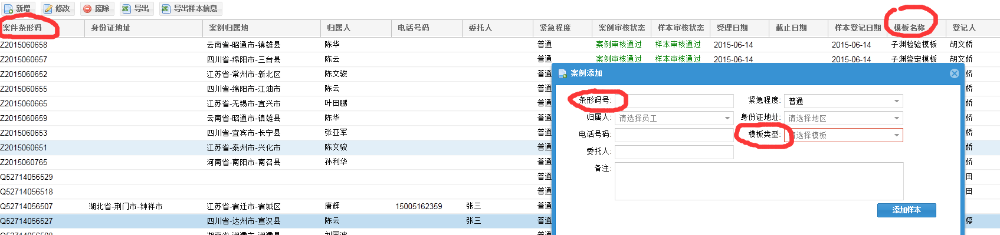 新增 修改 废除 导出 导出样本信息
案件条形码 身份证地址 案例归属地 归属人 电话号码 委托人 紧急程度 案例审核状态 样本审核状态 受理日期 截止日期 样本登记日期 模板名称 登记人
Z2015060658 云南省-昭通市-镇雄县 陈华 普通 案例审核通过 样本审核通过 2015-06-14 2015-06-14 子渊检验模板 胡文娇
Z2015060657 四川省-绵阳市-三台县 陈云 普通 案例审核通过 样本审核通过 2015-06-14 2015-06-14 子渊鉴定模板 胡文娇
Z2015060652 江苏省-常州市-新北区 陈文骏 普通 娇
Z2015060655 四川省-绵阳市-江油市 陈云 普通 娇
Z2015060665 江苏省-无锡市-宜兴市 叶田鹏 普通 娇
Z2015060659 云南省-昭通市-镇雄县 陈华 普通 娇
Z2015060653 四川省-宜宾市-长宁县 张亚军 普通 娇
Z2015060651 江苏省-泰州市-兴化市 陈文骏 普通 娇
Z2015060765 河南省-南阳市-南召县 孙利华 普通 娇
Q52714056529 普通 田
Q52714056518 普通 田
Q52714056507 湖北省-荆门市-钟祥市 江苏省-宿迁市-宿城区 唐辉 15005162359 张三 普通
Q52714056527 四川省-达州市-宣汉县 陈云 张三 普通 婷
案例添加
条形码号: 紧急程度: 普通
归属人: 请选择员工 身份证地址: 请选择地区
电话号码: 模板类型: 请选择模板
委托人:
备注:
添加样本